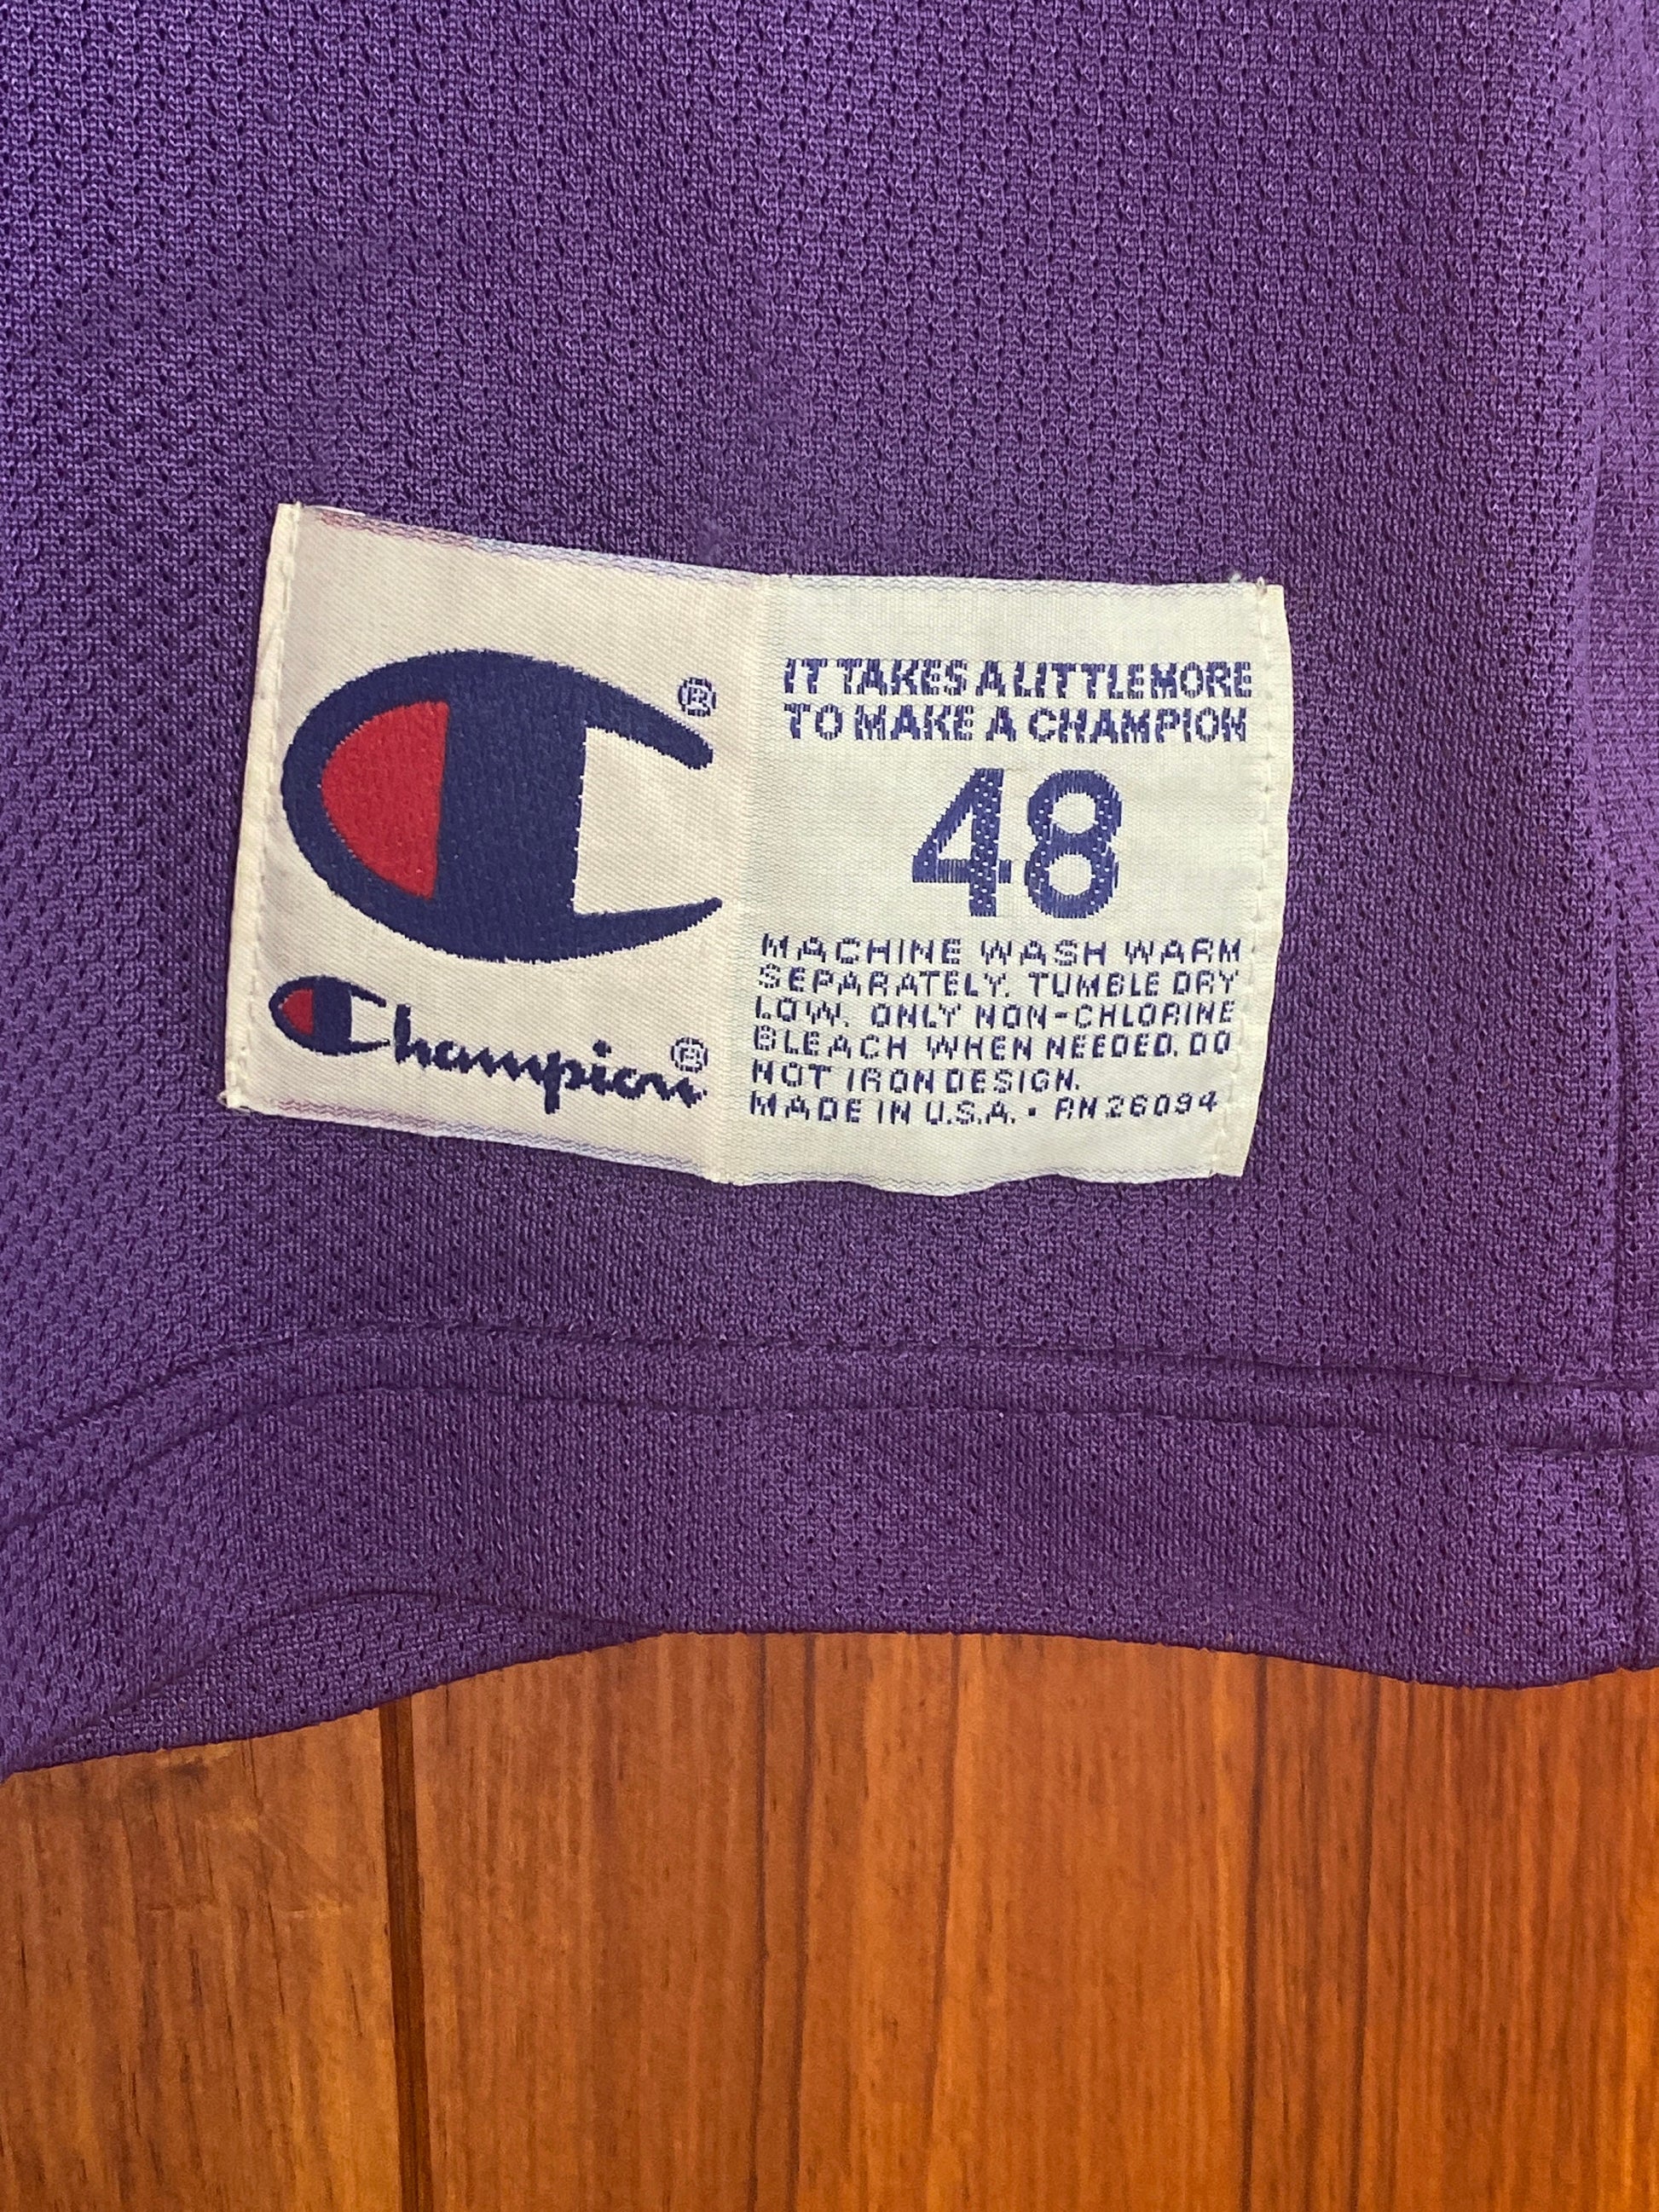 ®
Champion®
IT TAKES A LITTLE MORE
TO MAKE A CHAMPION
48
MACHINE WASH WARM
SEPARATELY. TUMBLE DRY
LOW. ONLY NON-CHLORINE
BLEACH WHEN NEEDED. DO
NOT IRON DESIGN.
MADE IN U.S.A. • RN 26094